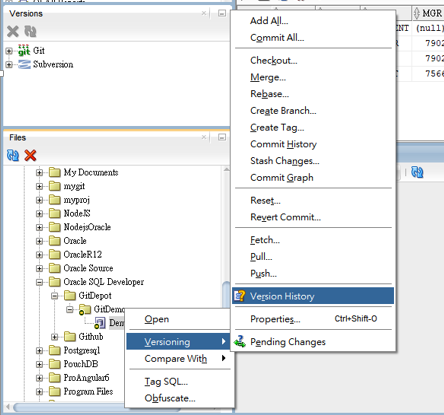 Versions
Git
Subversion
Files
My Documents
mygit
myproj
NodeJS
NodejsOracle
Oracle
OracleR12
Oracle Source
Oracle SQL Developer
GitDepot
GitDemo
Dem
Github
Postgresql
PouchDB
ProAngular6
Program Files
Open
Versioning
Compare With
Tag SQL...
Obfuscate...
Add All...
Commit All...
Checkout...
Merge...
Rebase...
Create Branch...
Create Tag...
Commit History
Stash Changes...
Commit Graph
Reset...
Revert Commit...
Fetch...
Pull...
Push...
Version History
Properties... Ctrl+Shift-O
Pending Changes
MGR
ENT (null)
R 7902
7902
T 7566